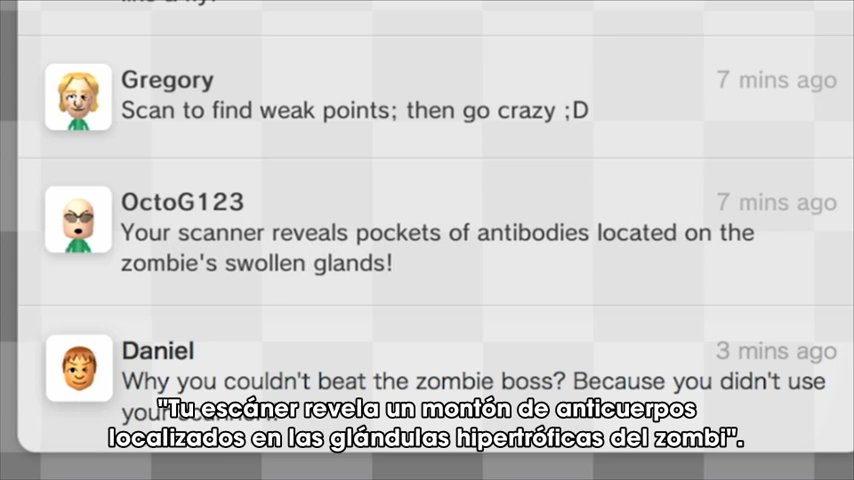 Gregory
7 mins ago
Scan to find weak points; then go crazy ;D
OctoG123
7 mins ago
Your scanner reveals pockets of antibodies located on the
zombie's swollen glands!
Daniel
3 mins ago
Why you couldn't beat the zombie boss? Because you didn't use
"Tu escáner revela un montón de anticuerpos
localizados en las glándulas hipertróficas del zombi".